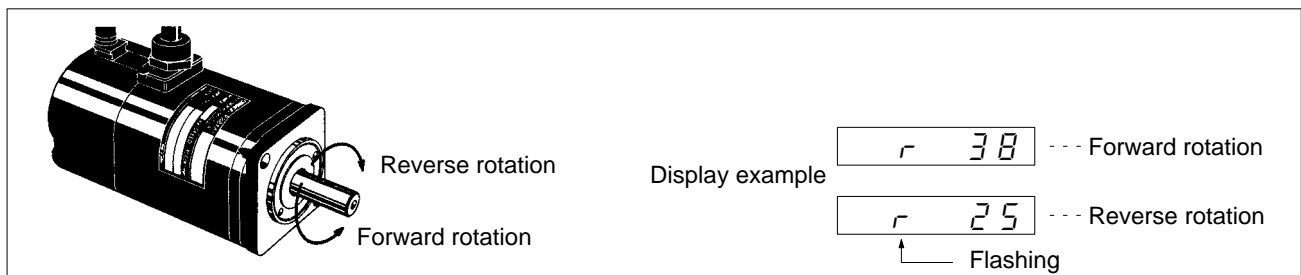 Reverse rotation
Forward rotation
Display example
r 38 --- Forward rotation
r 25 --- Reverse rotation
Flashing